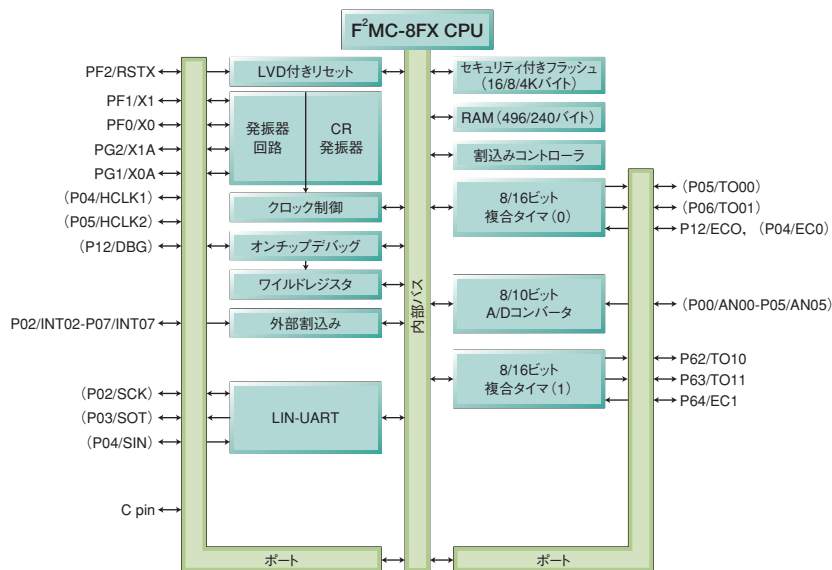 F²MC-8FX CPU
PF2/RSTX
LVD付きリセット
PF1/X1
PF0/X0
PG2/X1A
PG1/X0A
発振器
回路
CR
発振器
(P04/HCLK1)
(P05/HCLK2)
クロック制御
(P12/DBG)
オンチップデバッグ
ワイルドレジスタ
P02/INT02-P07/INT07
外部割込み
(P02/SCK)
(P03/SOT)
(P04/SIN)
LIN-UART
C pin
ポート
内部バス
セキュリティ付きフラッシュ
(16/8/4Kバイト)
RAM(496/240バイト)
割込みコントローラ
8/16ビット
複合タイマ(0)
(P05/TO00)
(P06/TO01)
P12/ECO, (P04/EC0)
8/10ビット
A/Dコンバータ
(P00/AN00-P05/AN05)
8/16ビット
複合タイマ(1)
P62/TO10
P63/TO11
P64/EC1
ポート